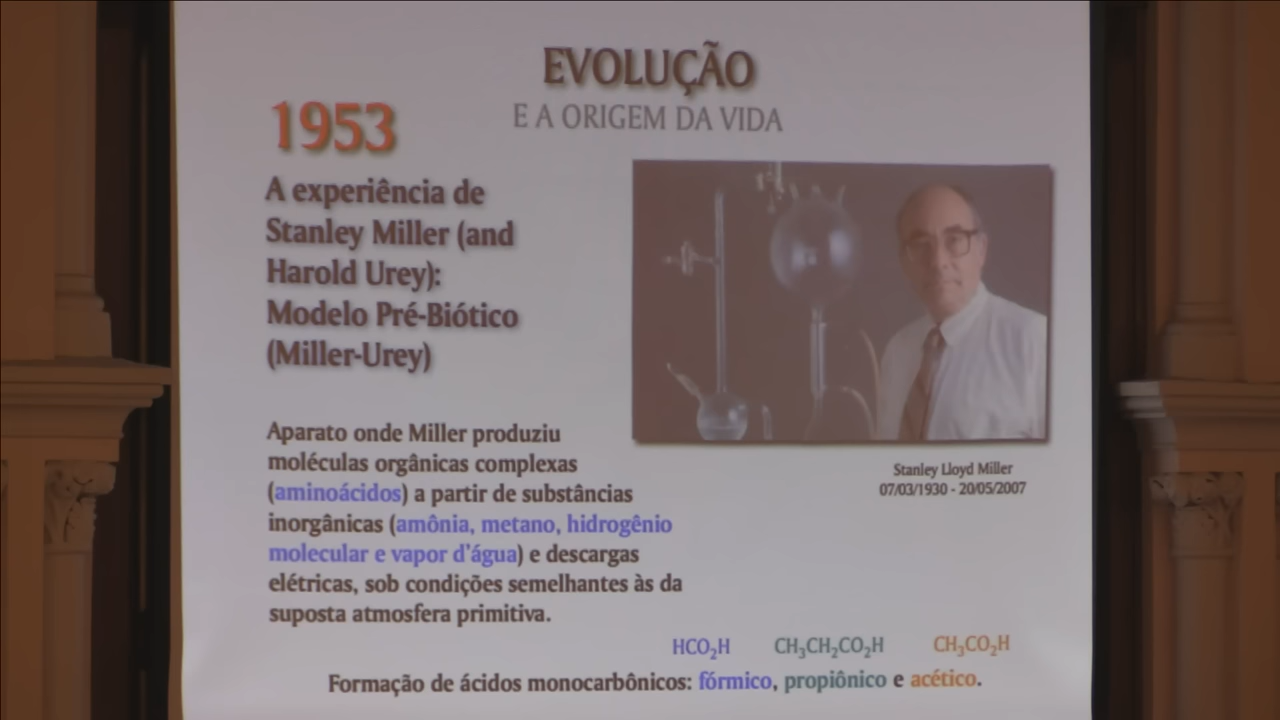 EVOLUÇÃO
E A ORIGEM DA VIDA
1953
A experiência de
Stanley Miller (and
Harold Urey):
Modelo Pré-Biótico
(Miller-Urey)
Aparato onde Miller produziu
moléculas orgânicas complexas
(aminoácidos) a partir de substâncias
inorgânicas (amônia, metano, hidrogênio
molecular e vapor d'água) e descargas
elétricas, sob condições semelhantes às da
suposta atmosfera primitiva.
Stanley Lloyd Miller
07/03/1930 - 20/05/2007
HCO₂H CH₃CH₂CO₂H CH₃CO₂H
Formação de ácidos monocarbônicos: fórmico, propiônico e acético.